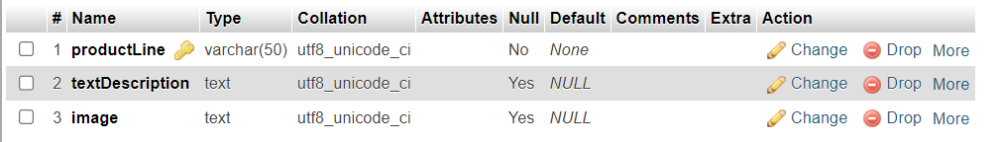 # Name Type Collation Attributes Null Default Comments Extra Action
1 productLine varchar(50) utf8_unicode_ci No None Change Drop More
2 textDescription text utf8_unicode_ci Yes NULL Change Drop More
3 image text utf8_unicode_ci Yes NULL Change Drop More